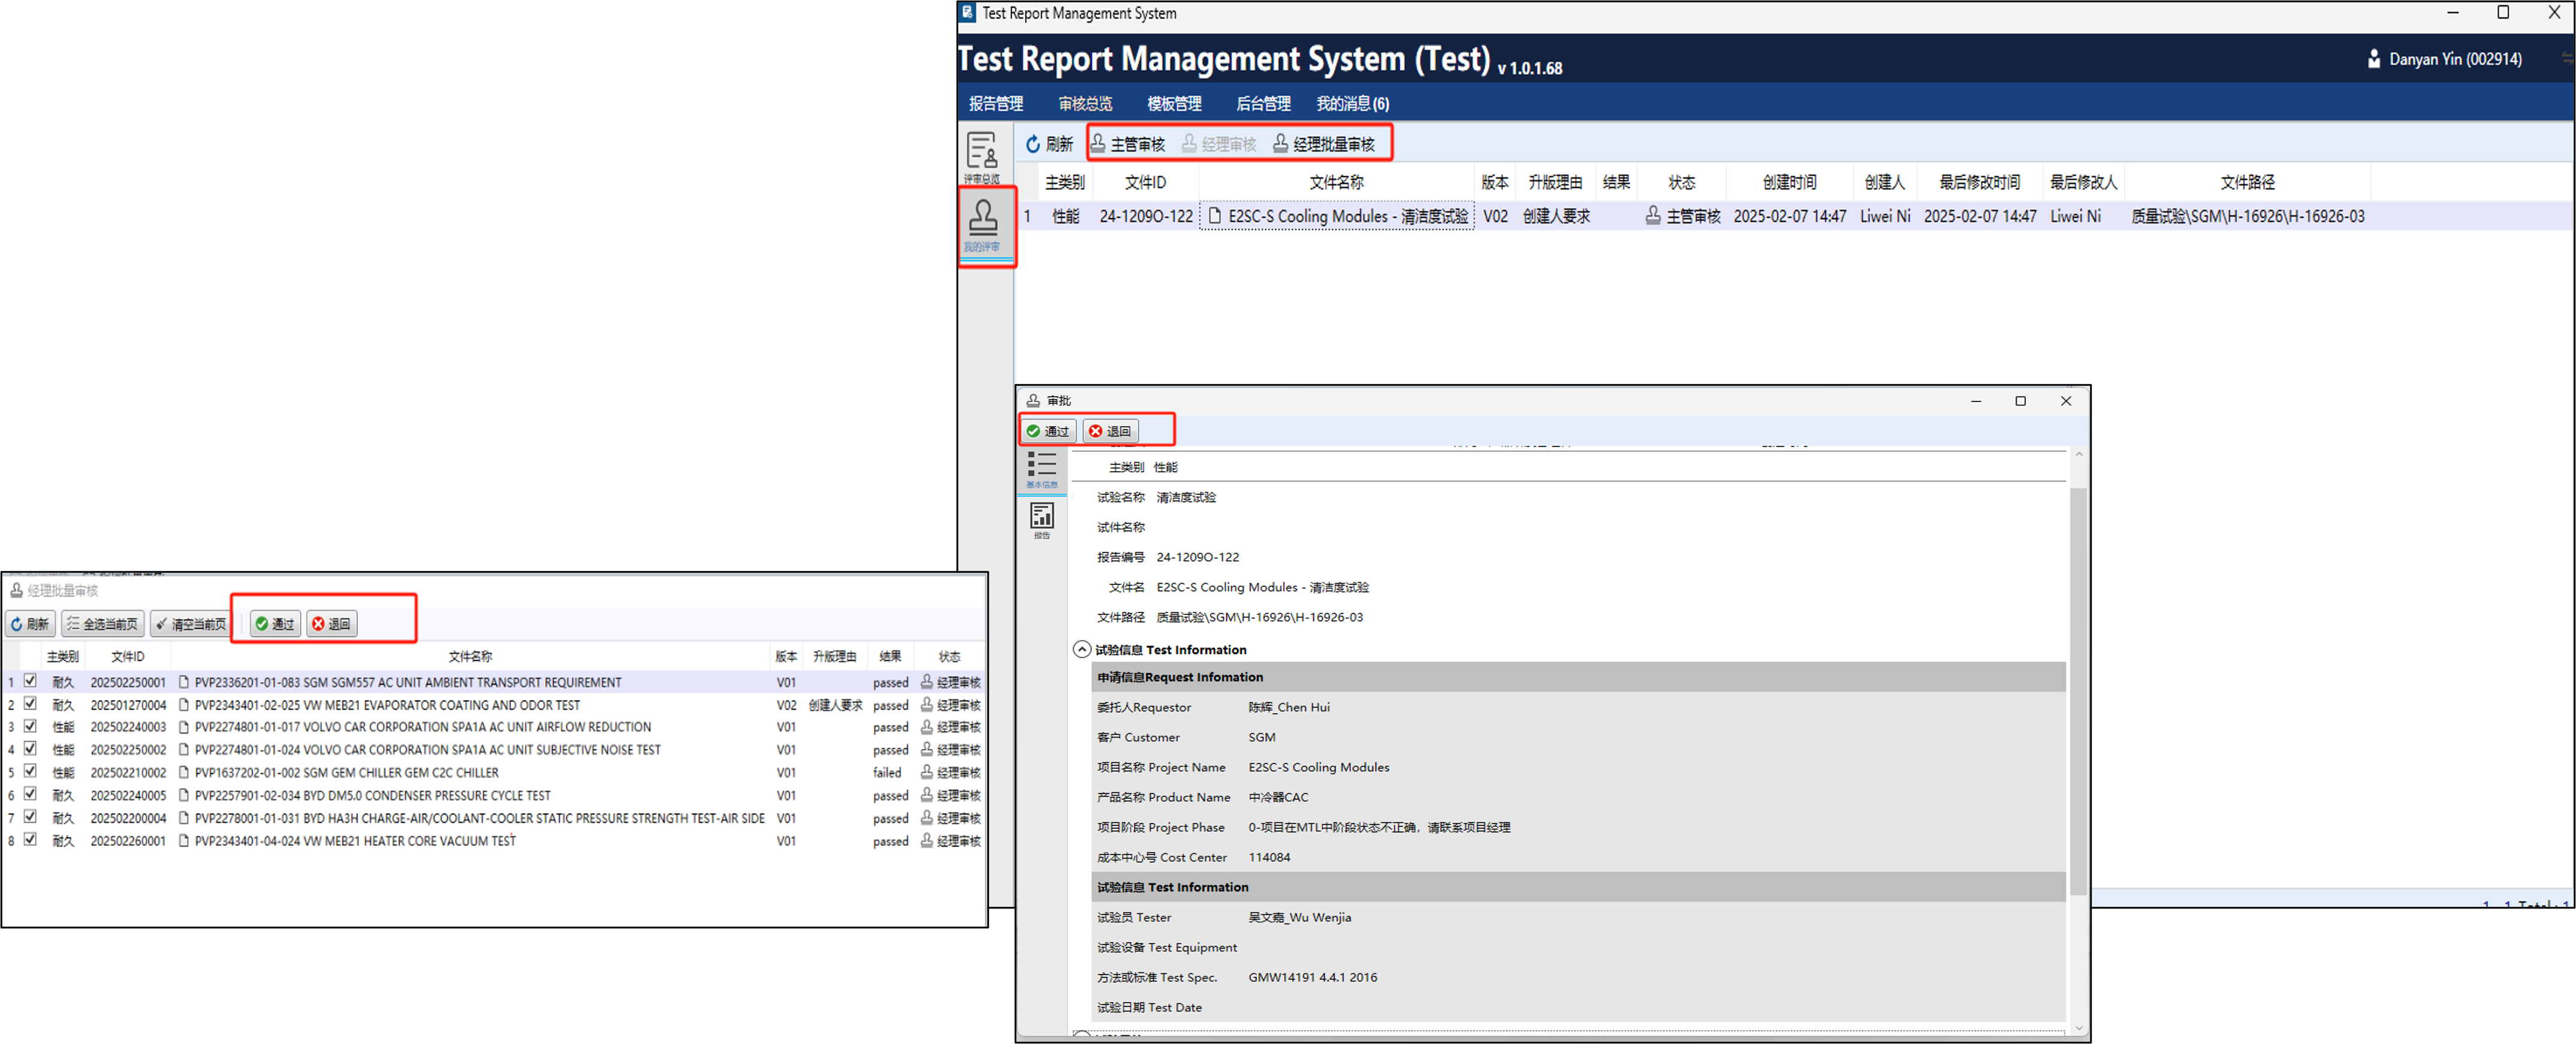 Test Report Management System
Test Report Management System (Test) v 1.0.1.68
Danyan Yin (002914)
报告管理 审核总览 模板管理 后台管理 我的消息(6)
评审总览
我的评审
刷新 主管审核 经理审核 经理批量审核
主类别 文件ID 文件名称 版本 升版理由 结果 状态 创建时间 创建人 最后修改时间 最后修改人 文件路径
1 性能 24-1209O-122 E2SC-S Cooling Modules - 清洁度试验 V02 创建人要求 主管审核 2025-02-07 14:47 Liwei Ni 2025-02-07 14:47 Liwei Ni 质量试验\SGM\H-16926\H-16926-03
审批
通过 退回
基本信息
报告
主类别 性能
试验名称 清洁度试验
试件名称
报告编号 24-1209O-122
文件名 E2SC-S Cooling Modules - 清洁度试验
文件路径 质量试验\SGM\H-16926\H-16926-03
试验信息 Test Information
申请信息Request Infomation
委托人Requestor 陈辉_Chen Hui
客户 Customer SGM
项目名称 Project Name E2SC-S Cooling Modules
产品名称 Product Name 中冷器CAC
项目阶段 Project Phase 0-项目在MTL中阶段状态不正确，请联系项目经理
成本中心号 Cost Center 114084
试验信息 Test Information
试验员 Tester 吴文嘉_Wu Wenjia
试验设备 Test Equipment
方法或标准 Test Spec. GMW14191 4.4.1 2016
试验日期 Test Date
经理批量审核
刷新 全选当前页 清空当前页 通过 退回
主类别 文件ID 文件名称 版本 升版理由 结果 状态
1 耐久 202502250001 PVP2336201-01-083 SGM SGM557 AC UNIT AMBIENT TRANSPORT REQUIREMENT V01 passed 经理审核
2 耐久 202501270004 PVP2343401-02-025 VW MEB21 EVAPORATOR COATING AND ODOR TEST V02 创建人要求 passed 经理审核
3 性能 202502240003 PVP2274801-01-017 VOLVO CAR CORPORATION SPA1A AC UNIT AIRFLOW REDUCTION V01 passed 经理审核
4 性能 202502250002 PVP2274801-01-024 VOLVO CAR CORPORATION SPA1A AC UNIT SUBJECTIVE NOISE TEST V01 passed 经理审核
5 性能 202502210002 PVP1637202-01-002 SGM GEM CHILLER GEM C2C CHILLER V01 failed 经理审核
6 耐久 202502240005 PVP2257901-02-034 BYD DM5.0 CONDENSER PRESSURE CYCLE TEST V01 passed 经理审核
7 耐久 202502200004 PVP2278001-01-031 BYD HA3H CHARGE-AIR/COOLANT-COOLER STATIC PRESSURE STRENGTH TEST-AIR SIDE V01 passed 经理审核
8 耐久 202502260001 PVP2343401-04-024 VW MEB21 HEATER CORE VACUUM TEST V01 passed 经理审核